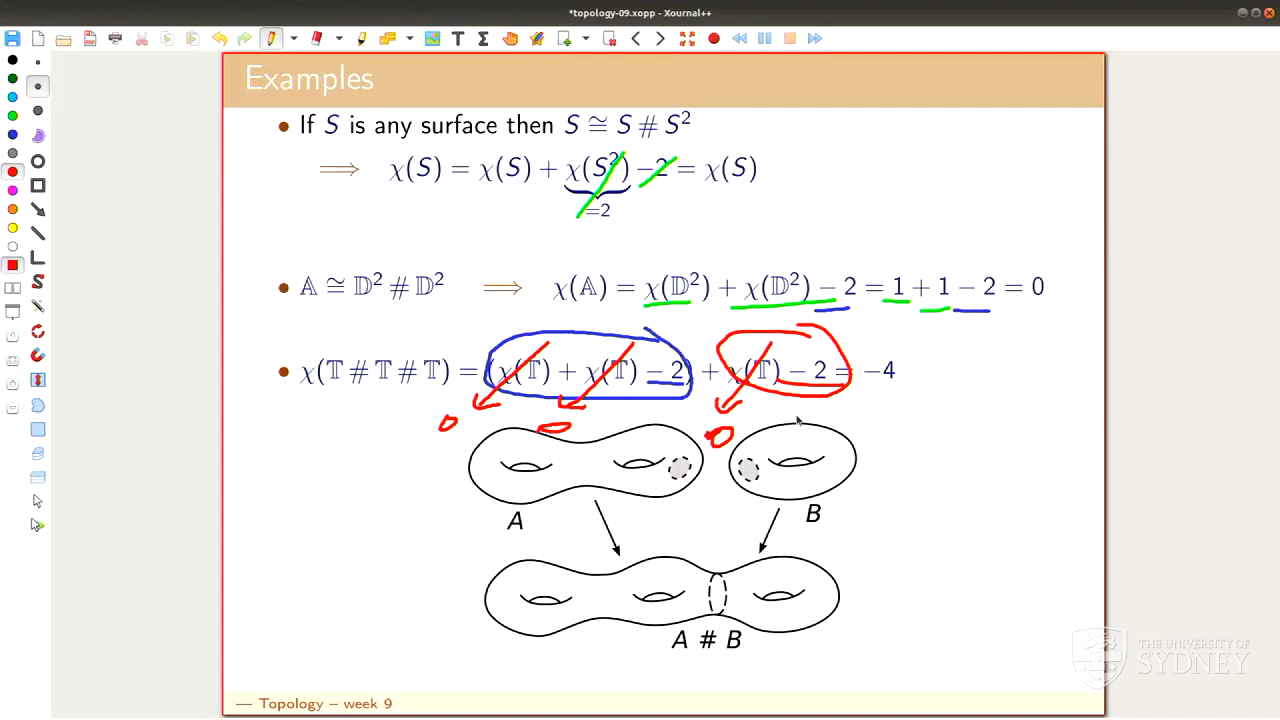 *topology-09.xopp - Xournal++
Examples
• If S is any surface then S ≅ S # S²
⟹ χ(S) = χ(S) + χ(S²) −2 = χ(S)
=2
• 𝔸 ≅ 𝔻² # 𝔻² ⟹ χ(𝔸) = χ(𝔻²) + χ(𝔻²) − 2 = 1 + 1 − 2 = 0
• χ(𝕋 # 𝕋 # 𝕋) = (χ(𝕋) + χ(𝕋) − 2) + χ(𝕋) − 2 = −4
0 0 0
A B
A # B
THE UNIVERSITY OF
SYDNEY
— Topology – week 9